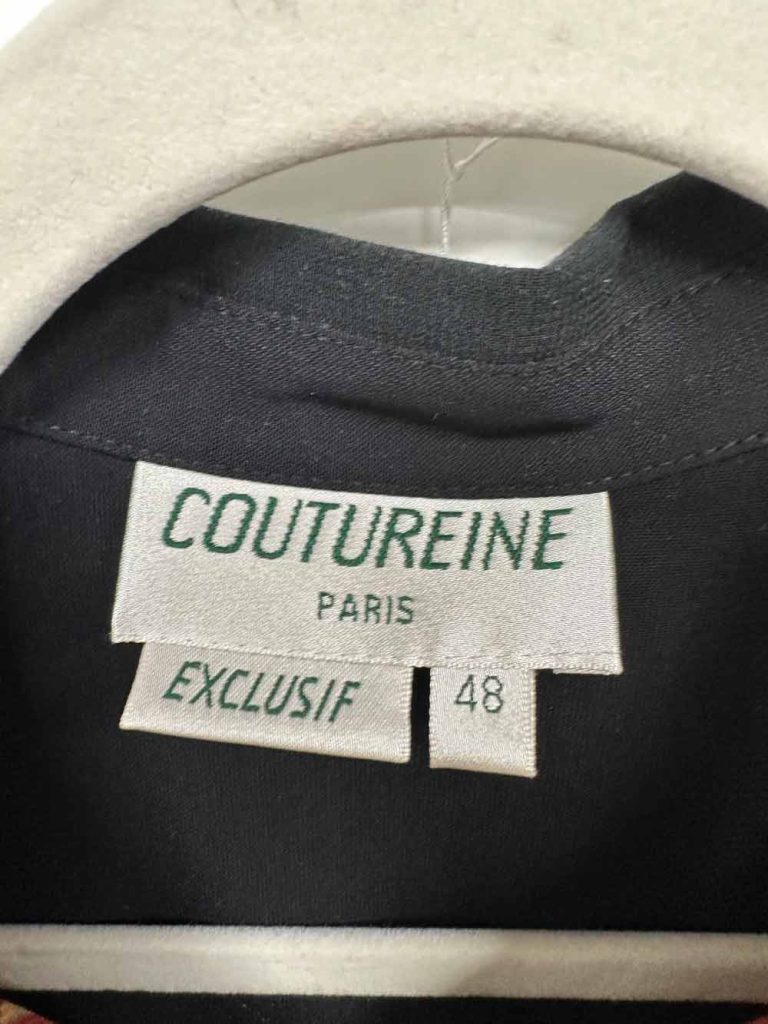 COUTUREINE
PARIS
EXCLUSIF
48